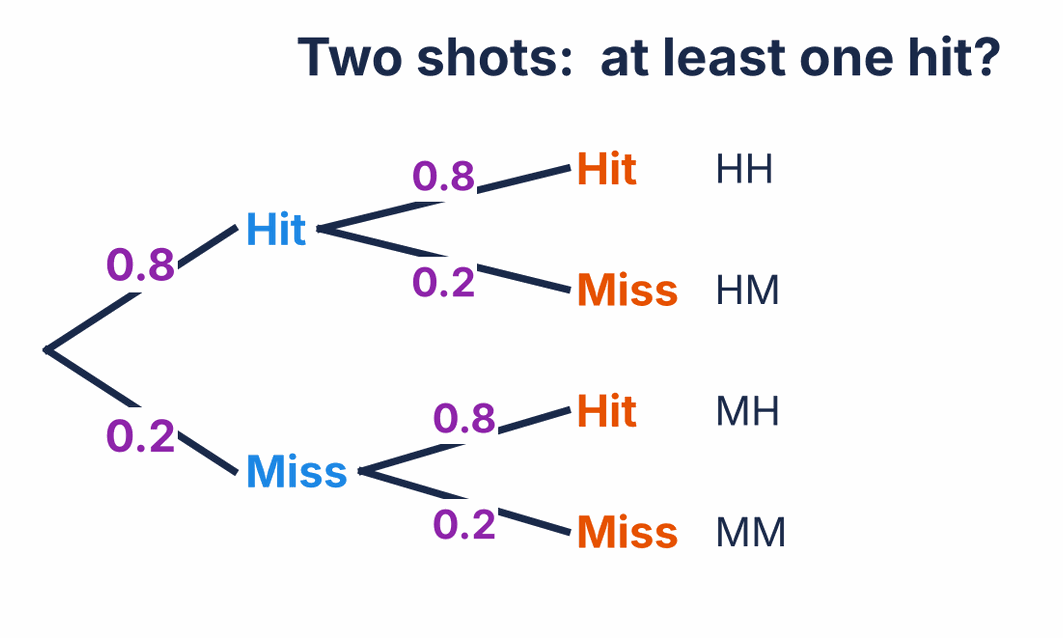 Two shots: at least one hit?
0.8 Hit HH
0.8 Hit
0.2 Miss HM
0.8 Hit MH
0.2 Miss
0.2 Miss MM